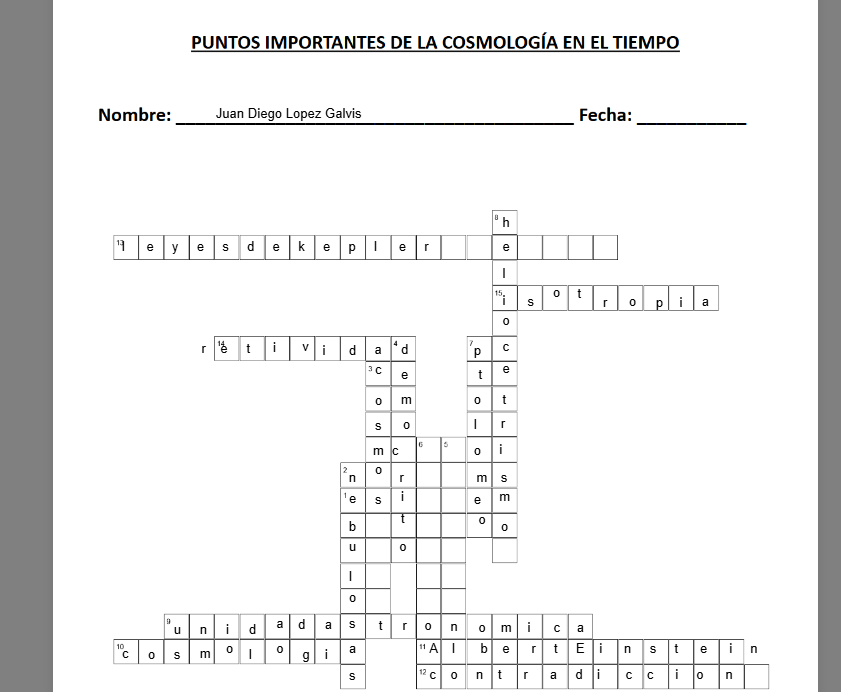 PUNTOS IMPORTANTES DE LA COSMOLOGÍA EN EL TIEMPO
Nombre: Juan Diego Lopez Galvis Fecha:
8 h
13 l e y e s d e k e p l e r e
l
15 i s o t r o p i a
o
r 14 e t i v i d a 4 d 7 p c
3 c e t e
o m o t
s o l r
m c 6 5 o i
2 n o r m s
1 e s i e m
b t o o
u o
l
o
9 u n i d a d a s t r o n o m i c a
10 c o s m o l o g i a 11 A l b e r t E i n s t e i n
s 12 c o n t r a d i c c i o n